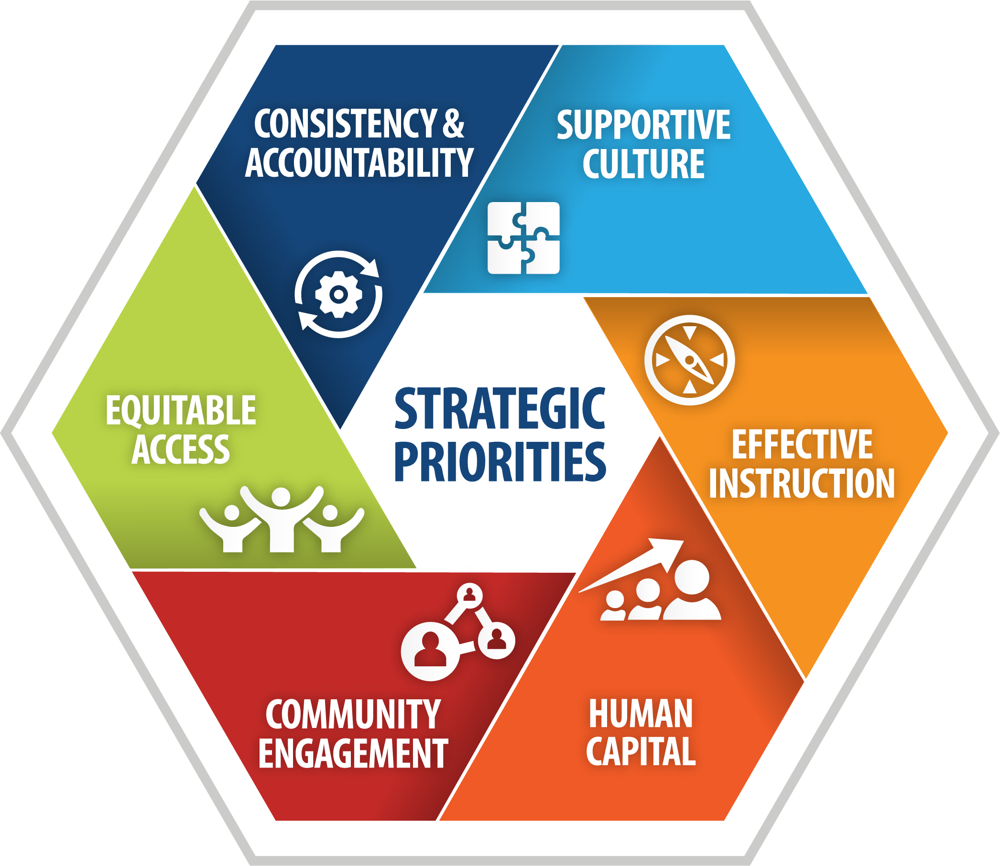 CONSISTENCY &
ACCOUNTABILITY
SUPPORTIVE
CULTURE
EQUITABLE
ACCESS
STRATEGIC
PRIORITIES
EFFECTIVE
INSTRUCTION
COMMUNITY
ENGAGEMENT
HUMAN
CAPITAL